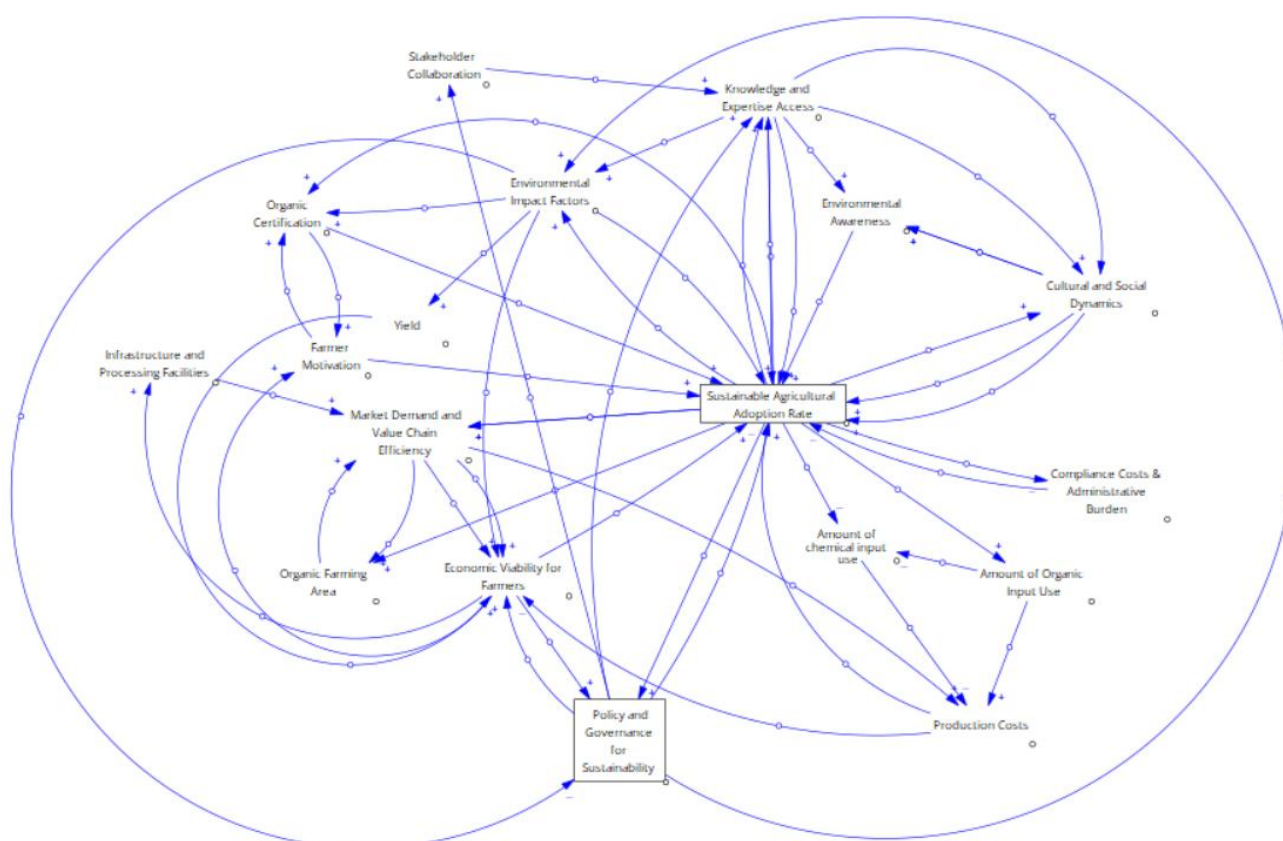 Stakeholder
Collaboration
Knowledge and
Expertise Access
Environmental
Impact Factors
Organic
Certification
Environmental
Awareness
Cultural and Social
Dynamics
Yield
Farmer
Motivation
Infrastructure and
Processing Facilities
Market Demand and
Value Chain
Efficiency
Sustainable Agricultural
Adoption Rate
Compliance Costs &
Administrative
Burden
Amount of
chemical input
use
Amount of Organic
Input Use
Organic Farming
Area
Economic Viability for
Farmers
Policy and
Governance
for
Sustainability
Production Costs